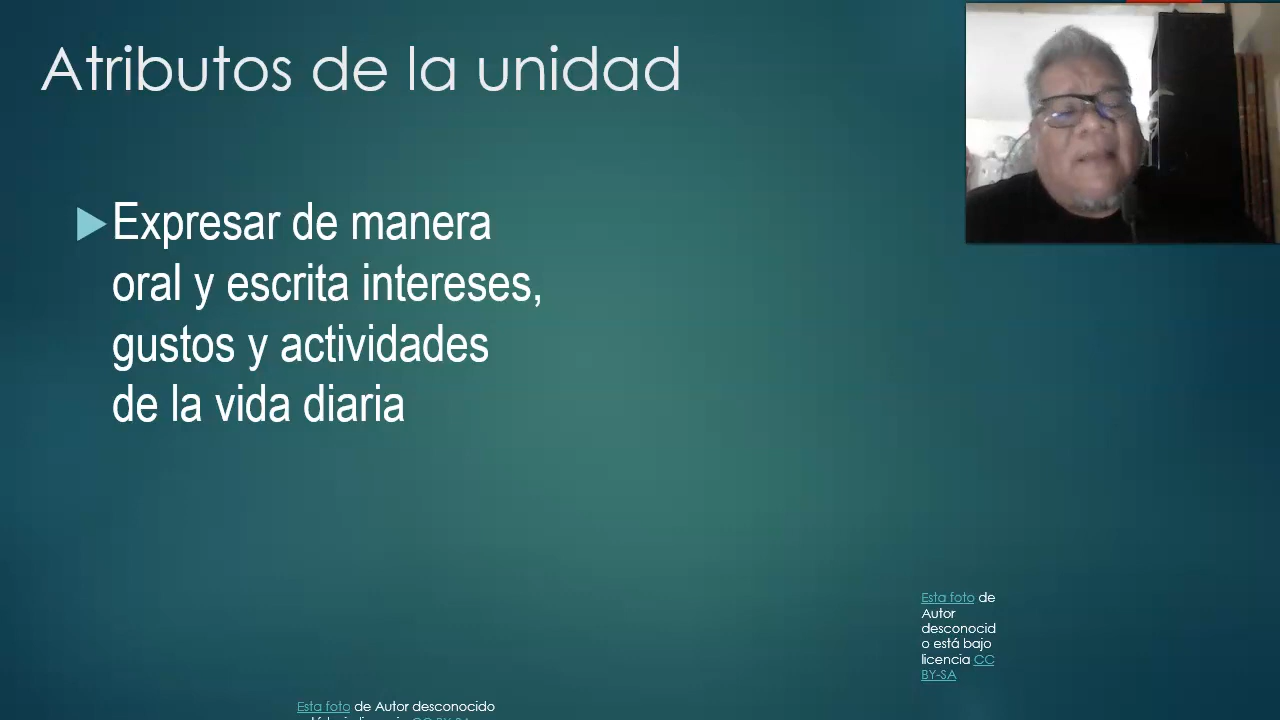 Atributos de la unidad
Expresar de manera
oral y escrita intereses,
gustos y actividades
de la vida diaria
Esta foto de
Autor
desconocid
o está bajo
licencia CC
BY-SA
Esta foto de Autor desconocido